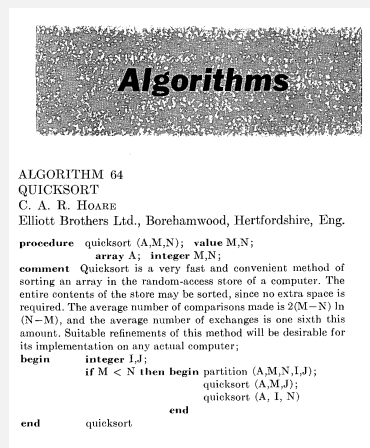 Algorithms
ALGORITHM 64
QUICKSORT
C. A. R. HOARE
Elliott Brothers Ltd., Borehamwood, Hertfordshire, Eng.
procedure quicksort (A,M,N); value M,N;
array A; integer M,N;
comment Quicksort is a very fast and convenient method of
sorting an array in the random-access store of a computer. The
entire contents of the store may be sorted, since no extra space is
required. The average number of comparisons made is 2(M−N) ln
(N−M), and the average number of exchanges is one sixth this
amount. Suitable refinements of this method will be desirable for
its implementation on any actual computer;
begin integer I,J;
if M < N then begin partition (A,M,N,I,J);
quicksort (A,M,J);
quicksort (A, I, N)
end
end quicksort